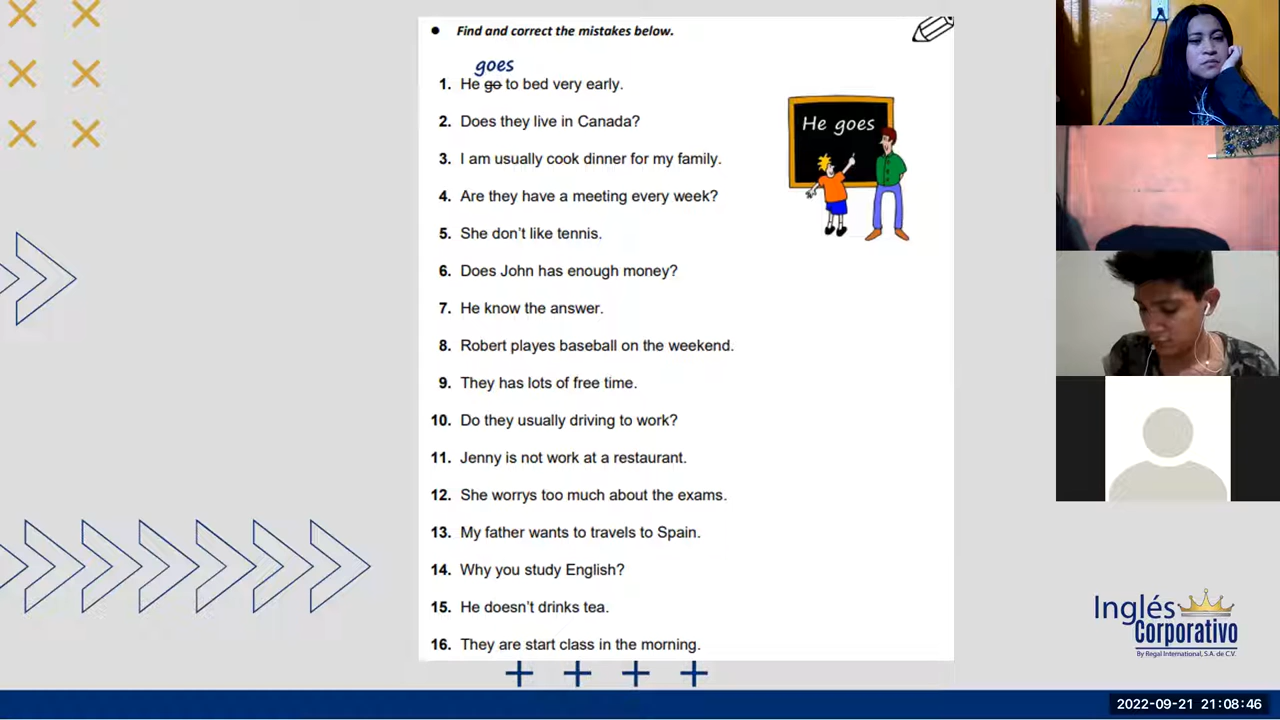 ● Find and correct the mistakes below.
goes
1. He go to bed very early.
2. Does they live in Canada?
3. I am usually cook dinner for my family.
4. Are they have a meeting every week?
5. She don't like tennis.
6. Does John has enough money?
7. He know the answer.
8. Robert playes baseball on the weekend.
9. They has lots of free time.
10. Do they usually driving to work?
11. Jenny is not work at a restaurant.
12. She worrys too much about the exams.
13. My father wants to travels to Spain.
14. Why you study English?
15. He doesn't drinks tea.
16. They are start class in the morning.
He goes
Inglés
Corporativo
By Regal International, S.A. de C.V.
2022-09-21 21:08:46